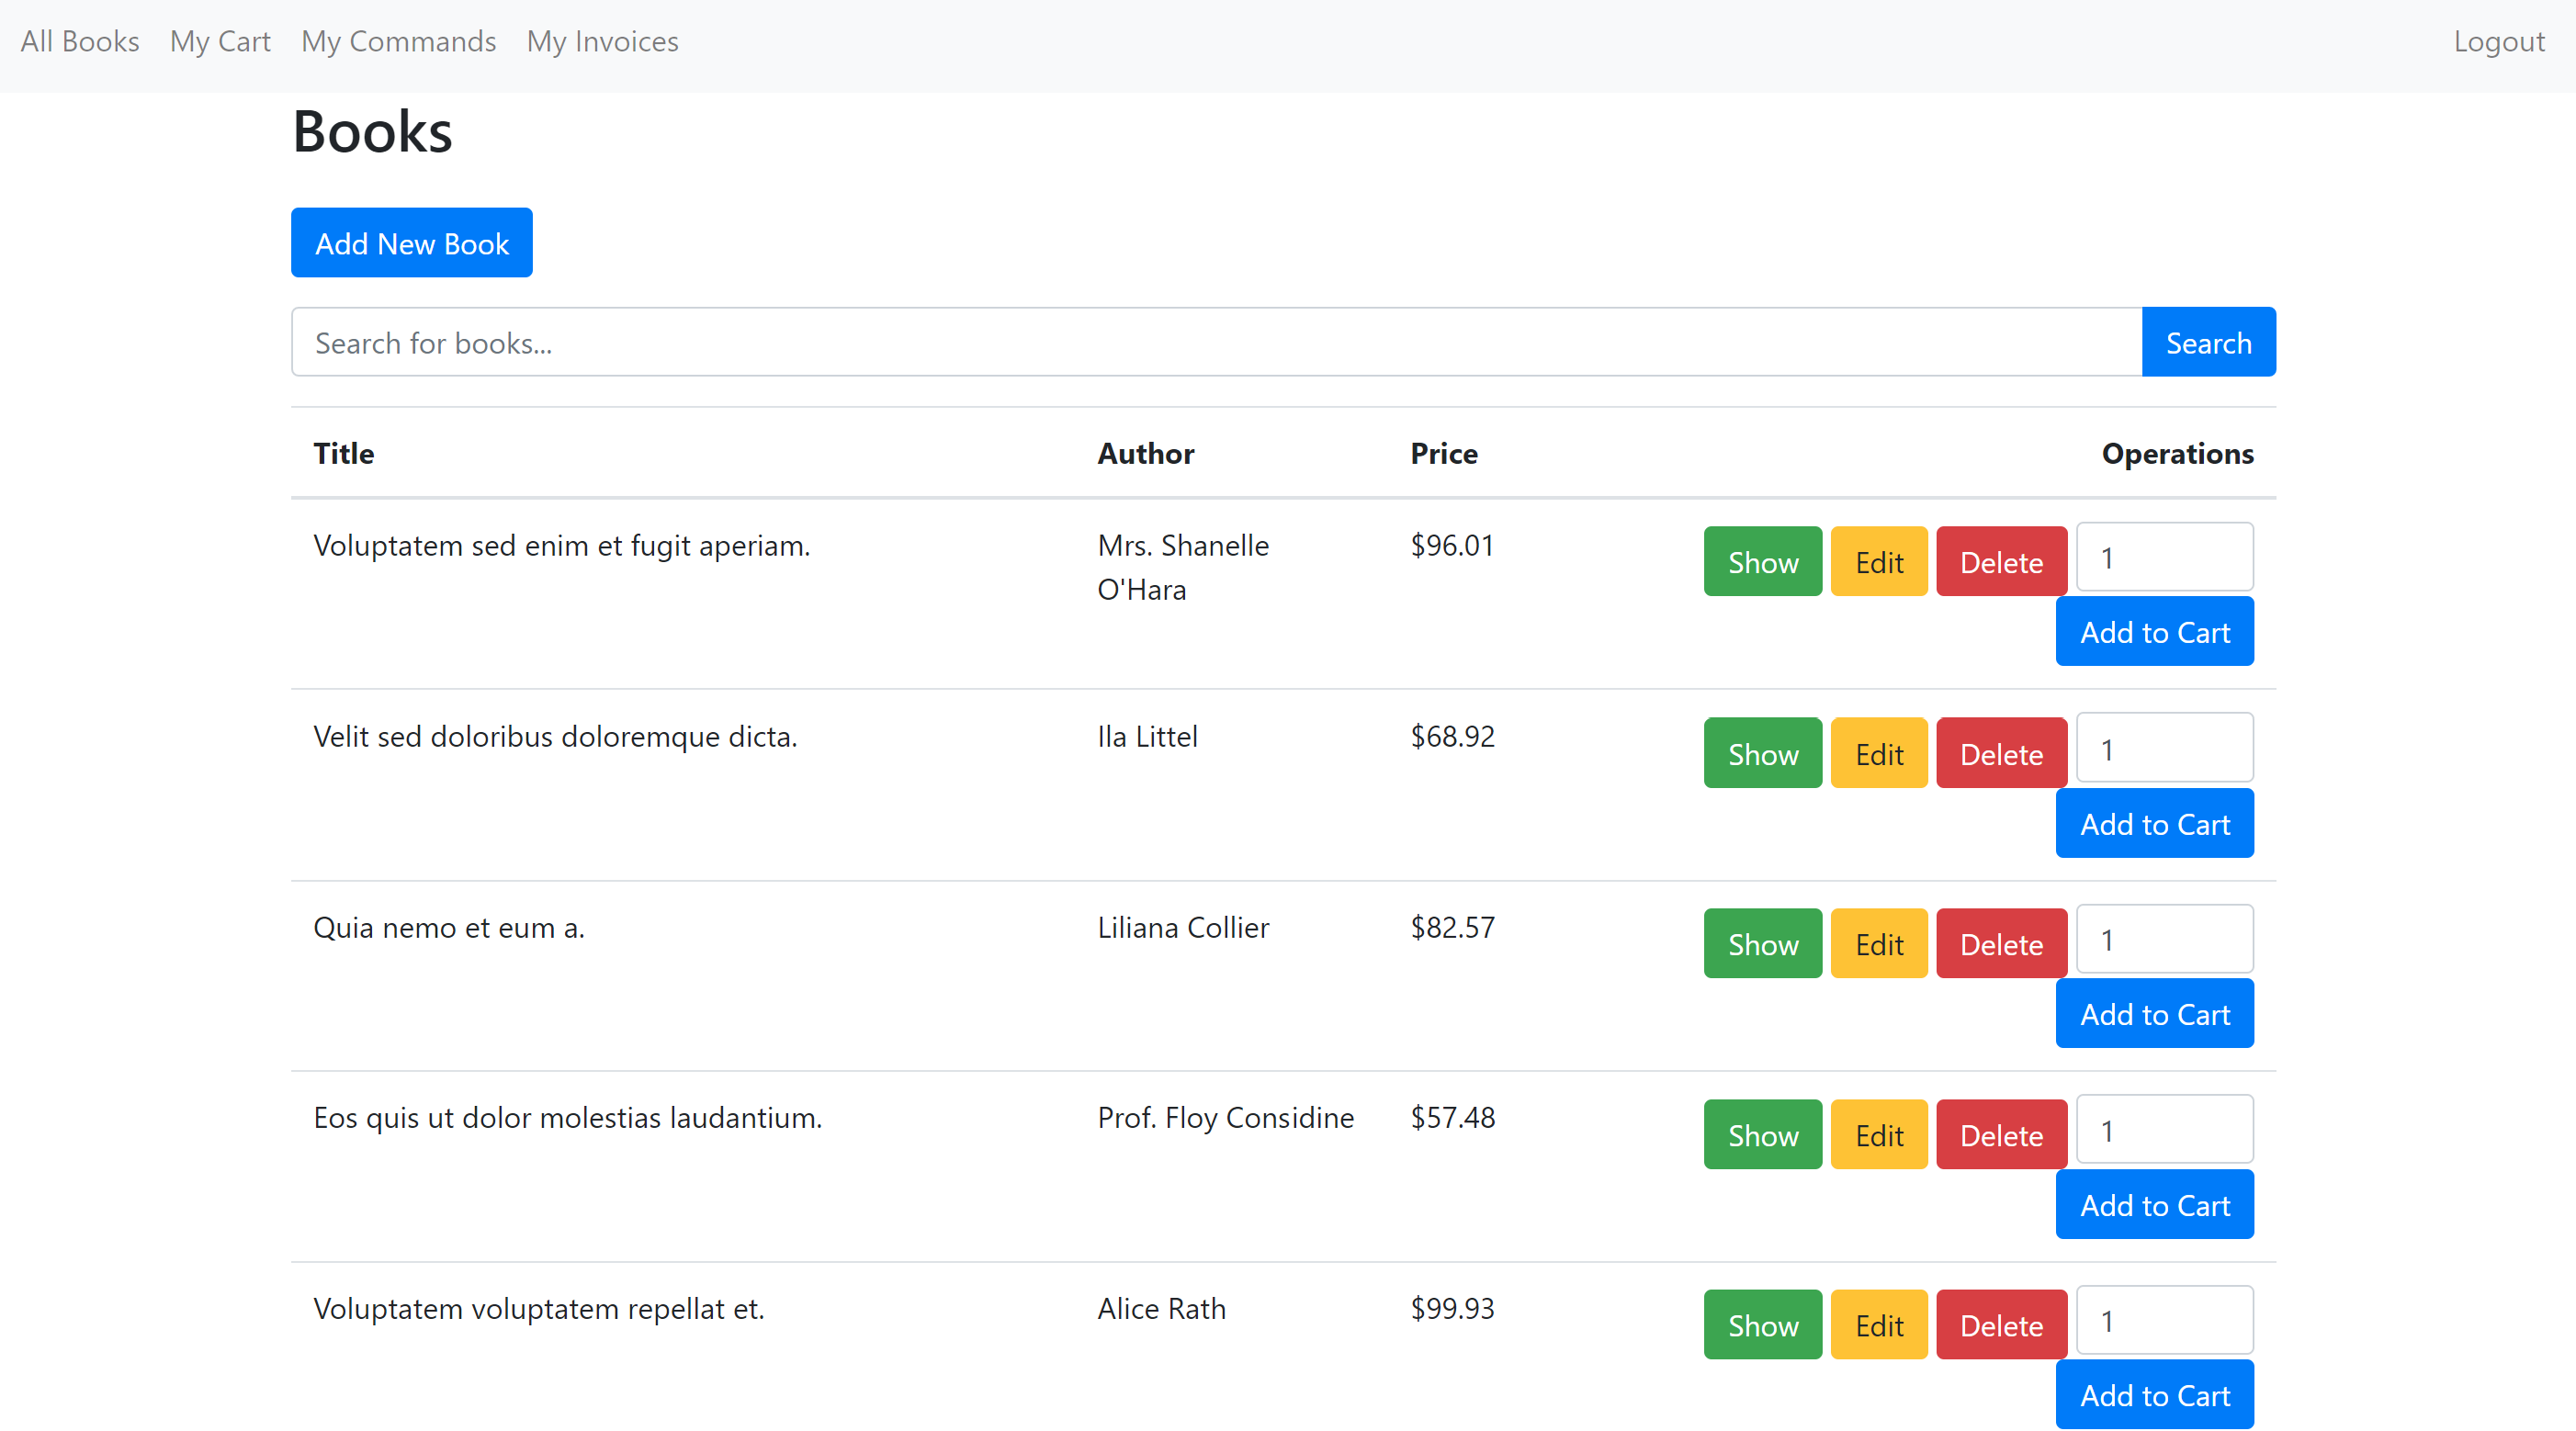 All Books My Cart My Commands My Invoices Logout
Books
Add New Book
Search for books... Search
Title Author Price Operations
Voluptatem sed enim et fugit aperiam. Mrs. Shanelle O'Hara $96.01 Show Edit Delete 1
Add to Cart
Velit sed doloribus doloremque dicta. Ila Littel $68.92 Show Edit Delete 1
Add to Cart
Quia nemo et eum a. Liliana Collier $82.57 Show Edit Delete 1
Add to Cart
Eos quis ut dolor molestias laudantium. Prof. Floy Considine $57.48 Show Edit Delete 1
Add to Cart
Voluptatem voluptatem repellat et. Alice Rath $99.93 Show Edit Delete 1
Add to Cart